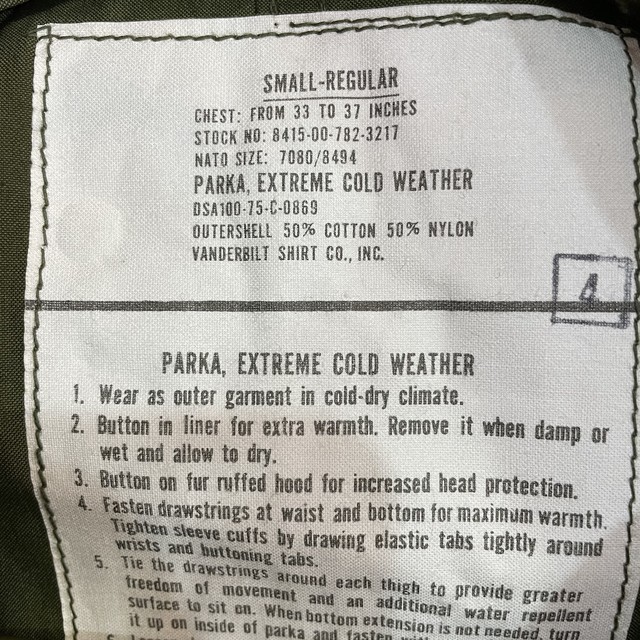 SMALL-REGULAR
CHEST: FROM 33 TO 37 INCHES
STOCK NO: 8415-00-782-3217
NATO SIZE: 7080/8494
PARKA, EXTREME COLD WEATHER
DSA100-75-C-0869
OUTERSHELL 50% COTTON 50% NYLON
VANDERBILT SHIRT CO., INC.
4
PARKA, EXTREME COLD WEATHER
1. Wear as outer garment in cold-dry climate.
2. Button in liner for extra warmth. Remove it when damp or
wet and allow to dry.
3. Button on fur ruffed hood for increased head protection.
4. Fasten drawstrings at waist and bottom for maximum warmth.
Tighten sleeve cuffs by drawing elastic tabs tightly around
wrists and buttoning tabs.
5. Tie the drawstrings around each thigh to provide greater
freedom of movement and an additional water repellent
surface to sit on. When bottom extension is not needed, turn
it up on inside of parka and fasten